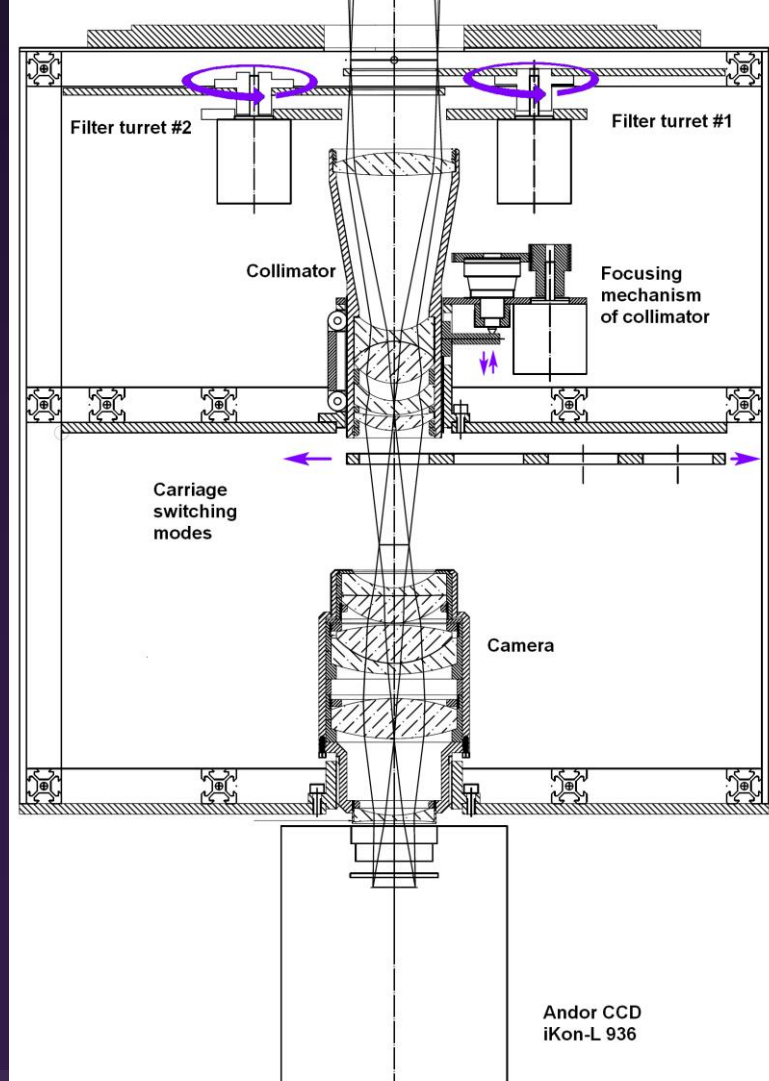 Filter turret #2
Filter turret #1
Collimator
Focusing
mechanism
of collimator
Carriage
switching
modes
Camera
Andor CCD
iKon-L 936